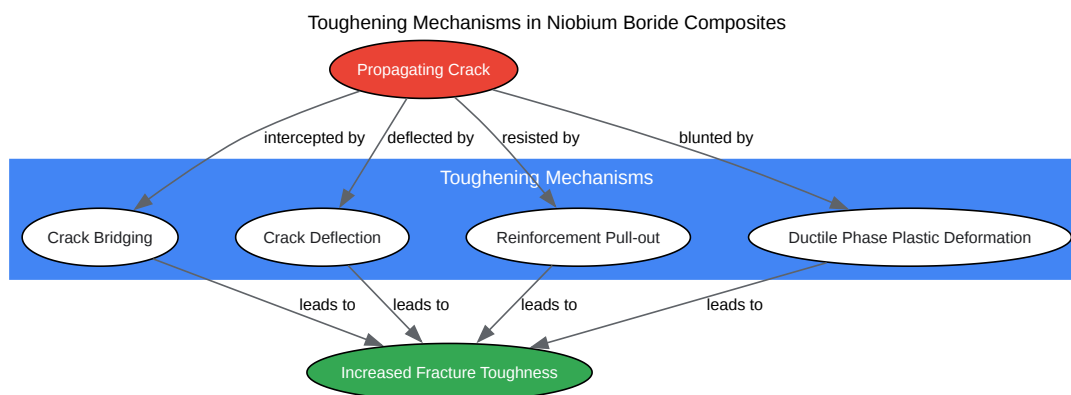 Toughening Mechanisms in Niobium Boride Composites
Propagating Crack
intercepted by
deflected by
resisted by
blunted by
Toughening Mechanisms
Crack Bridging
Crack Deflection
Reinforcement Pull-out
Ductile Phase Plastic Deformation
leads to
leads to
leads to
leads to
Increased Fracture Toughness